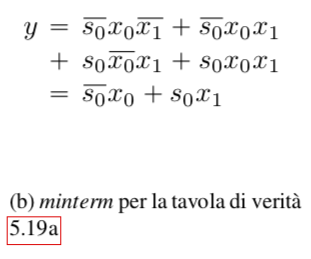 y = s̅₀x₀x̅₁ + s̅₀x₀x₁
+ s₀x̅₀x₁ + s₀x₀x₁
= s̅₀x₀ + s₀x₁
(b) minterm per la tavola di verità
5.19a